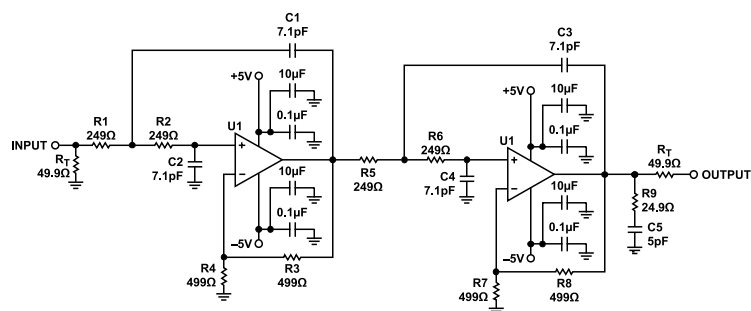 C1
7.1pF
C3
7.1pF
+5V
10µF
0.1µF
+5V
10µF
0.1µF
INPUT
R1
249Ω
R2
249Ω
U1
+
−
RT
49.9Ω
C2
7.1pF
10µF
0.1µF
−5V
R4
499Ω
R3
499Ω
R5
249Ω
R6
249Ω
U1
+
−
C4
7.1pF
10µF
0.1µF
−5V
R7
499Ω
R8
499Ω
RT
49.9Ω
OUTPUT
R9
24.9Ω
C5
5pF